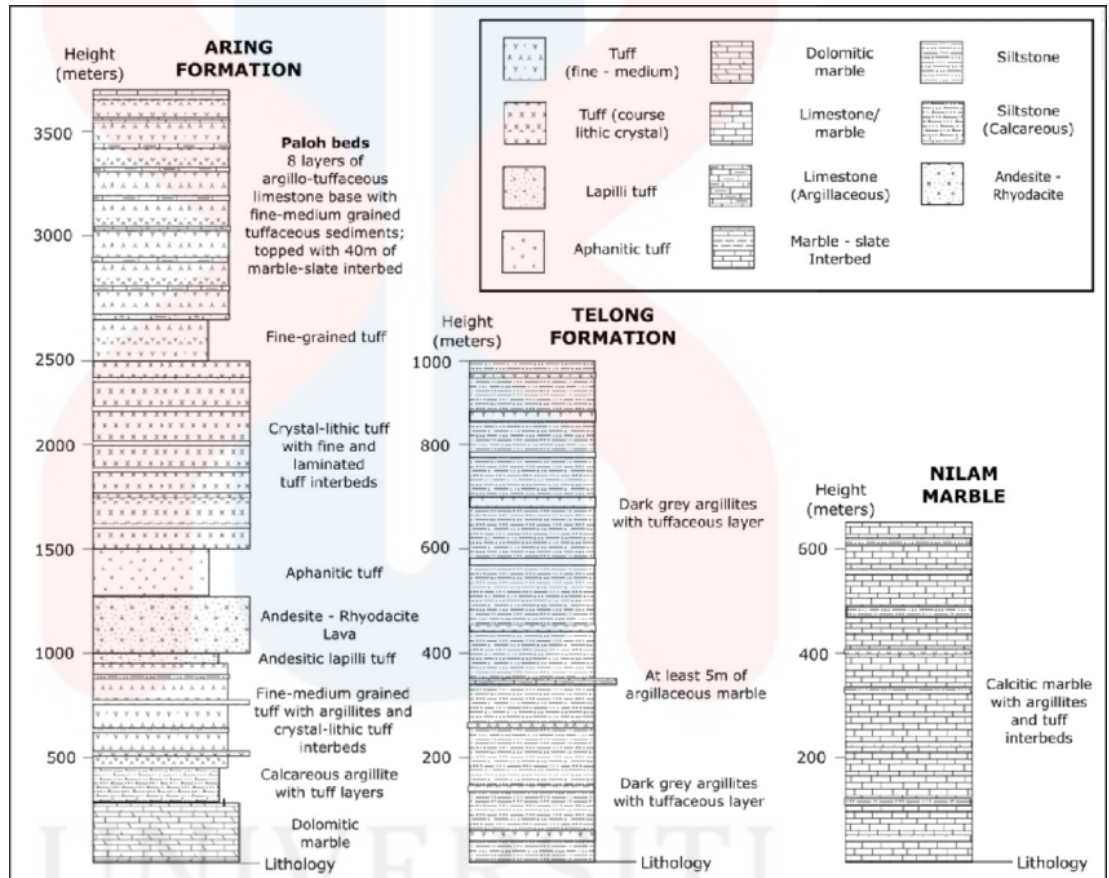 ARING
FORMATION
Height
(meters)
3500
3000
2500
2000
1500
1000
500
Paloh beds
8 layers of
argillo-tuffaceous
limestone base with
fine-medium grained
tuffaceous sediments;
topped with 40m of
marble-slate interbed
Fine-grained tuff
Crystal-lithic tuff
with fine and
laminated
tuff interbeds
Aphanitic tuff
Andesite - Rhyodacite
Lava
Andesitic lapilli tuff
Fine-medium grained
tuff with argillites and
crystal-lithic tuff
interbeds
Calcareous argillite
with tuff layers
Dolomitic
marble
Lithology
Tuff
(fine - medium)
Tuff (course
lithic crystal)
Lapilli tuff
Aphanitic tuff
Dolomitic
marble
Limestone/
marble
Limestone
(Argillaceous)
Marble - slate
Interbed
Siltstone
Siltstone
(Calcareous)
Andesite -
Rhyodacite
TELONG
FORMATION
Height
(meters)
1000
800
600
400
200
Dark grey argillites
with tuffaceous layer
At least 5m of
argillaceous marble
Dark grey argillites
with tuffaceous layer
Lithology
NILAM
MARBLE
Height
(meters)
600
400
200
Calcitic marble
with argillites
and tuff
interbeds
Lithology
UNIVERSITI